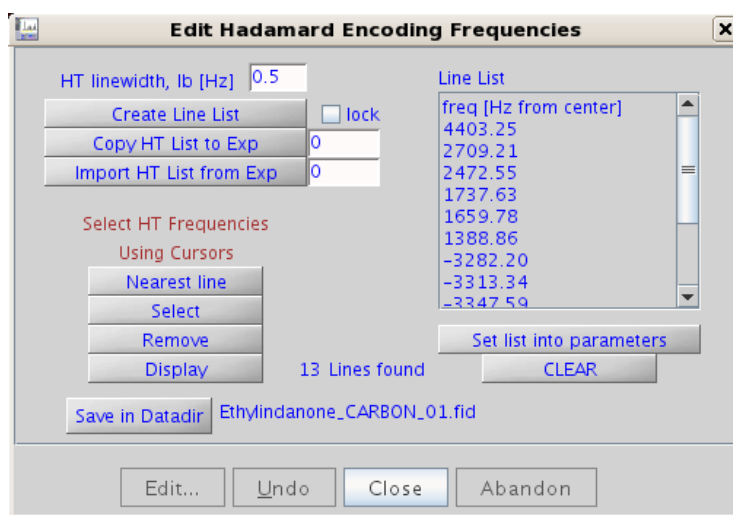 Edit Hadamard Encoding Frequencies
HT linewidth, lb [Hz] 0.5
Create Line List lock
Copy HT List to Exp 0
Import HT List from Exp 0
Select HT Frequencies
Using Cursors
Nearest line
Select
Remove
Display
13 Lines found
Line List
freq [Hz from center]
4403.25
2709.21
2472.55
1737.63
1659.78
1388.86
-3282.20
-3313.34
-3347.59
Set list into parameters
CLEAR
Save in Datadir Ethylindanone_CARBON_01.fid
Edit... Undo Close Abandon